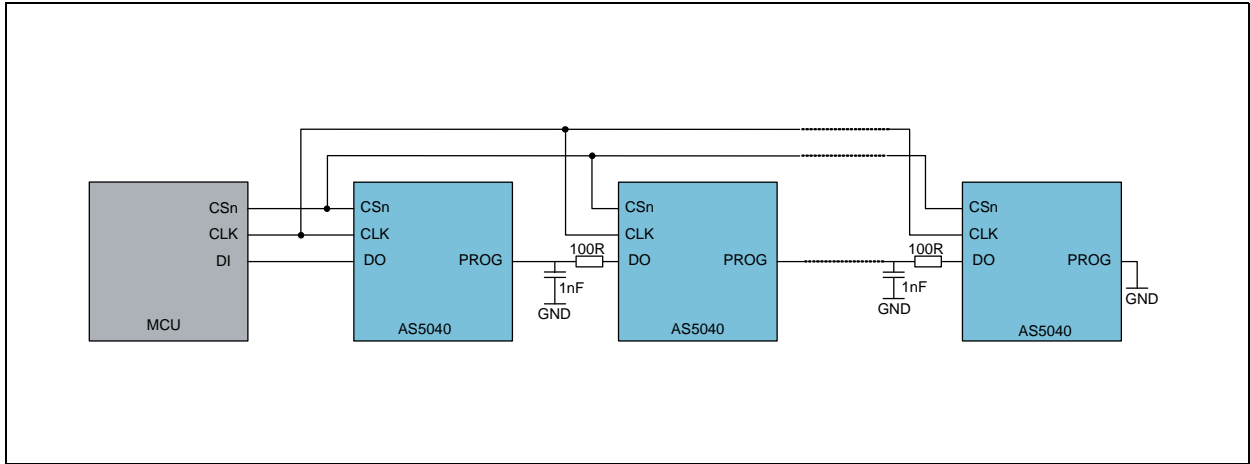 CSn
CLK
DI
MCU
CSn
CLK
DO
PROG
AS5040
1nF
GND
100R
CSn
CLK
DO
PROG
AS5040
1nF
GND
100R
CSn
CLK
DO
PROG
AS5040
GND